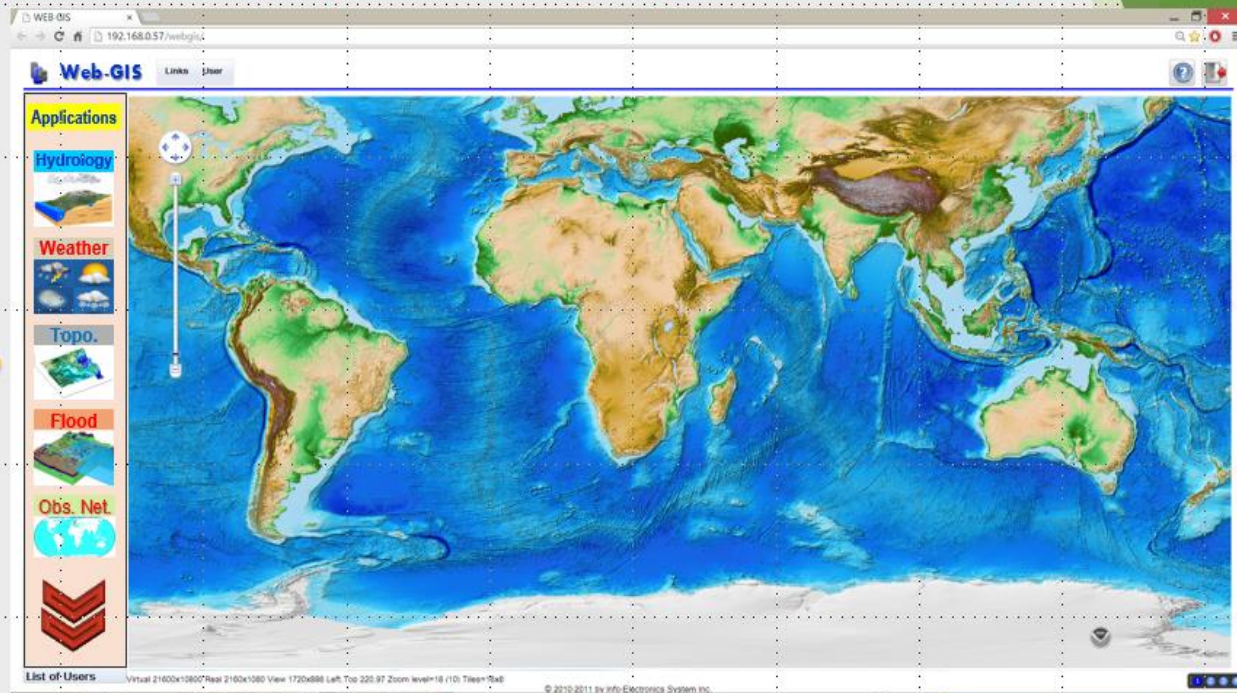 WEB-GIS
192.168.0.57/webgis/
Web-GIS Links User
Applications
Hydrology
Weather
Topo.
Flood
Obs. Net.
List of Users
Virtual 21600x10800 Real 2160x1080 View 1720x886 Left.Top 220.97 Zoom level=18 (10) Tiles=18x8
© 2010-2011 by Info-Electronics System Inc.